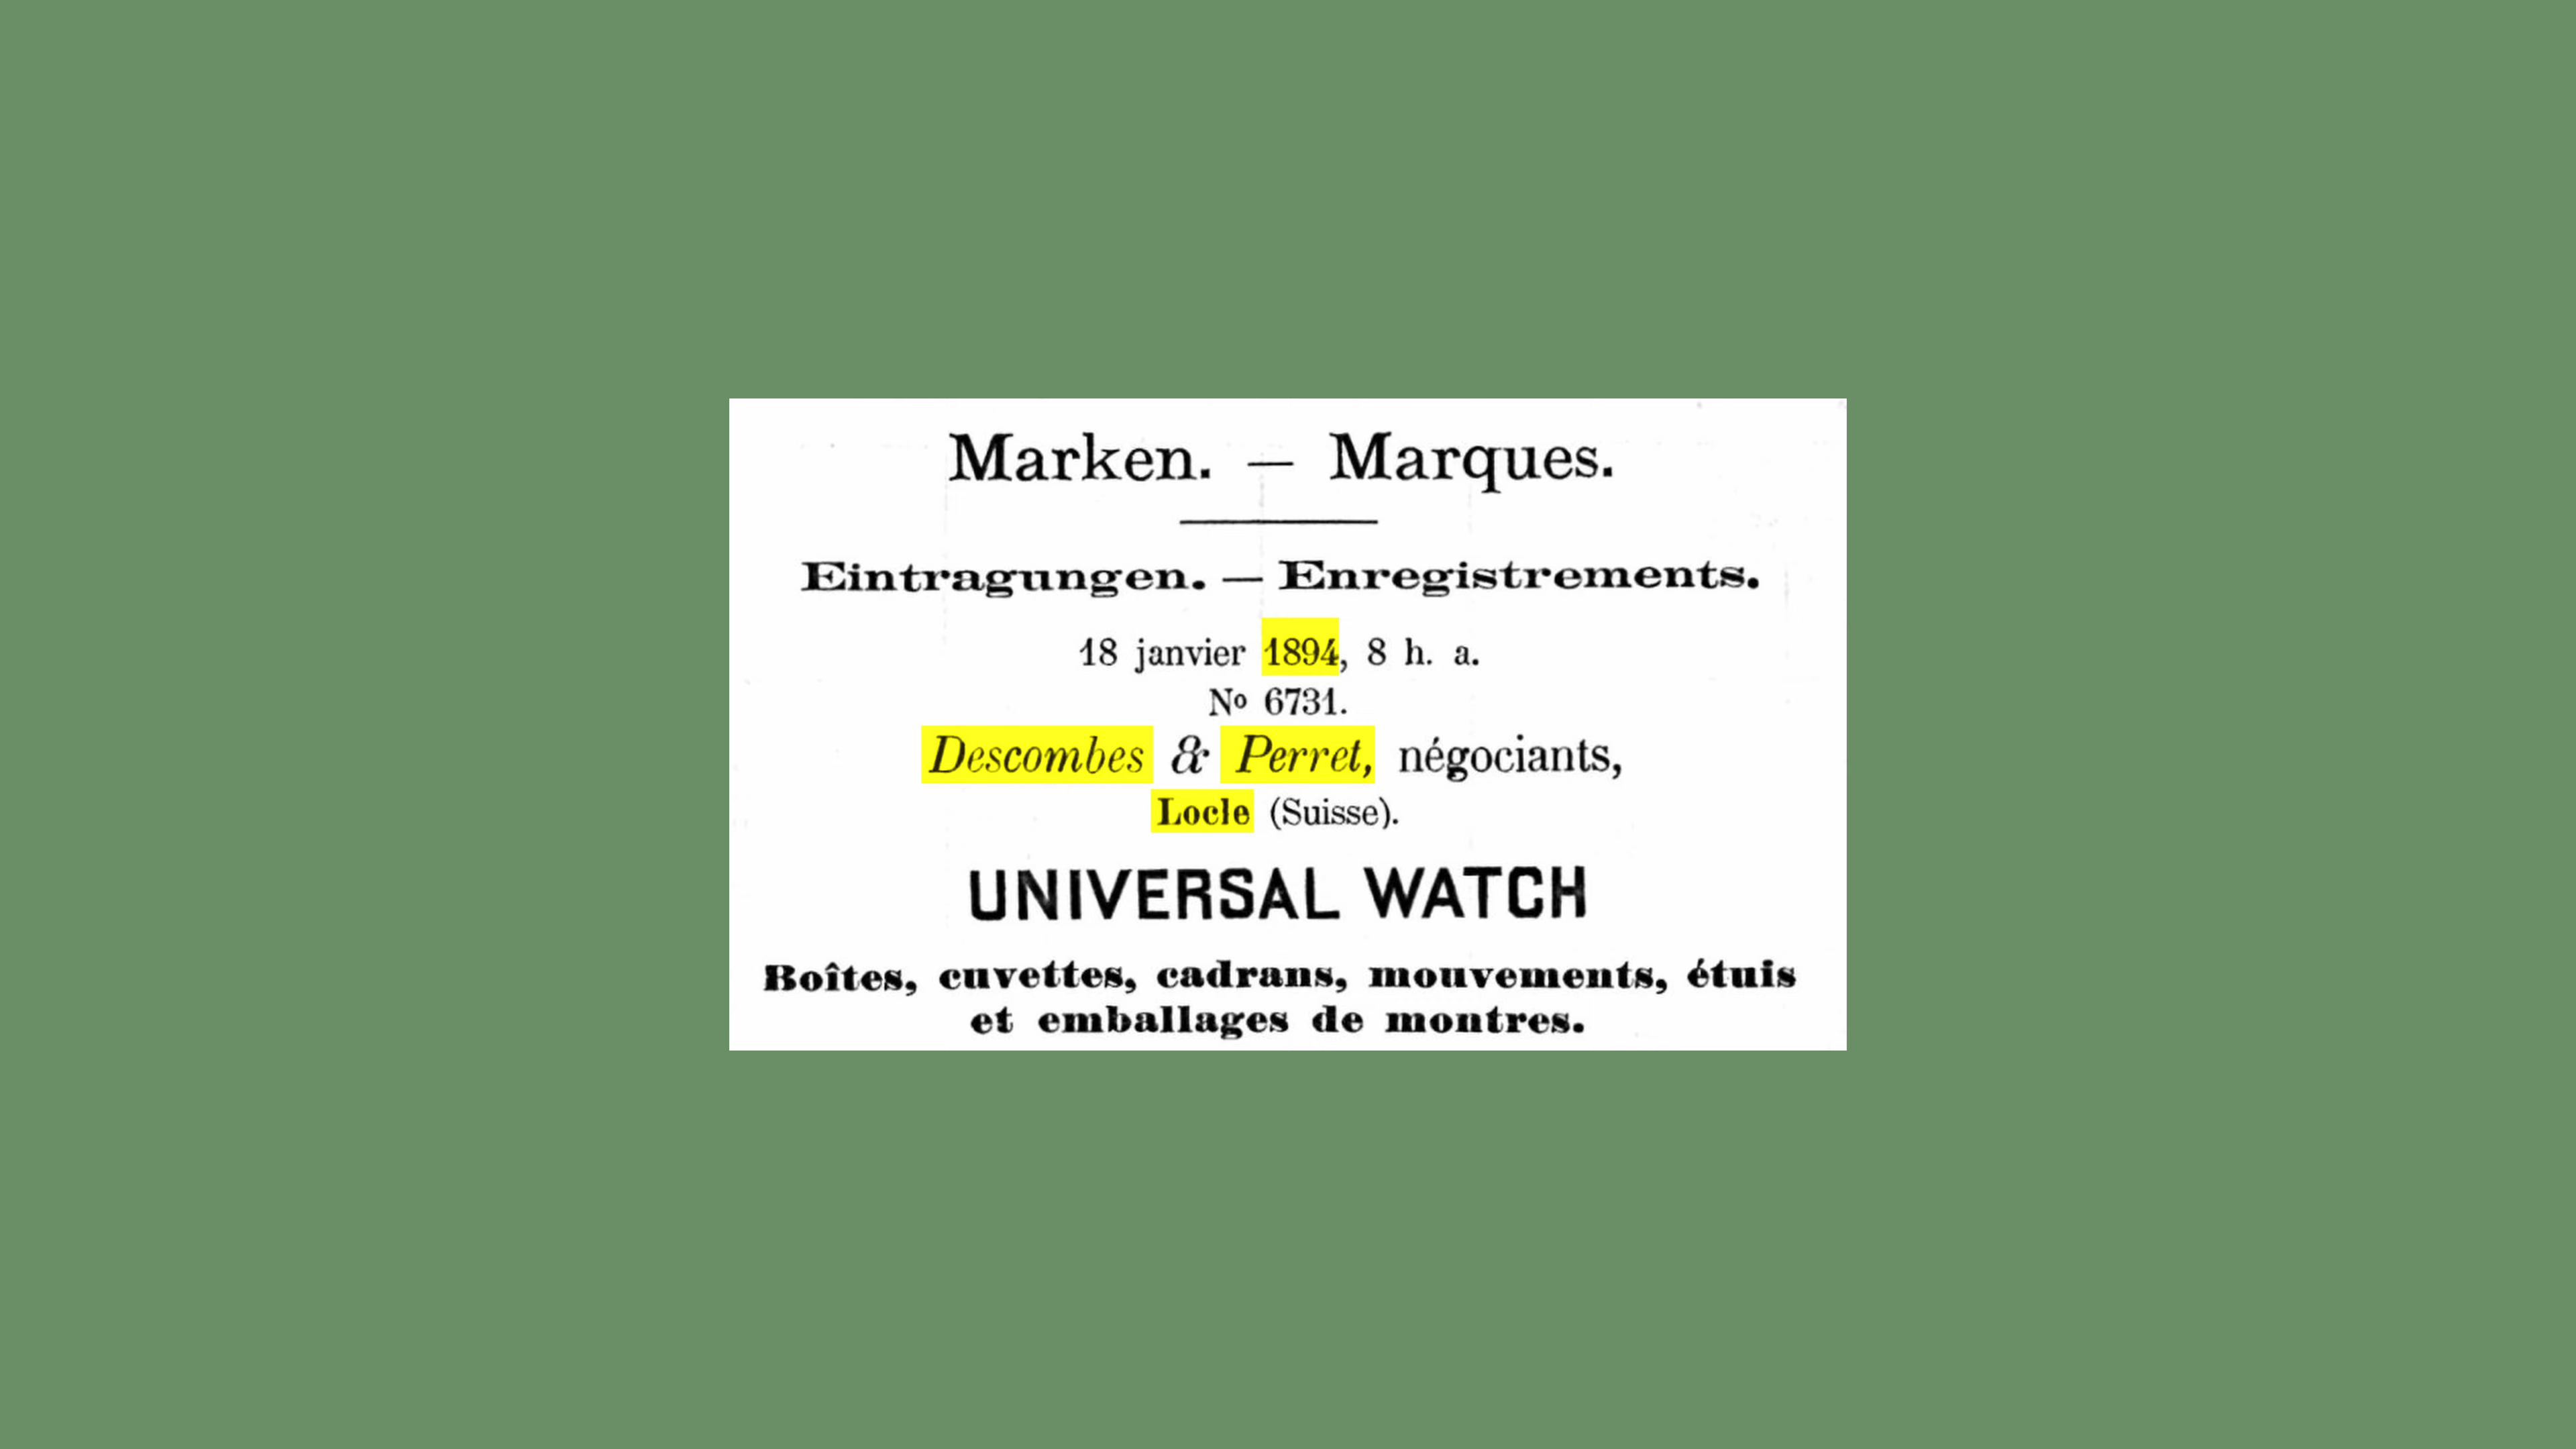 Marken. — Marques.
Eintragungen. — Enregistrements.
18 janvier 1894, 8 h. a.
No 6731.
Descombes & Perret, négociants,
Locle (Suisse).
UNIVERSAL WATCH
Boîtes, cuvettes, cadrans, mouvements, étuis
et emballages de montres.